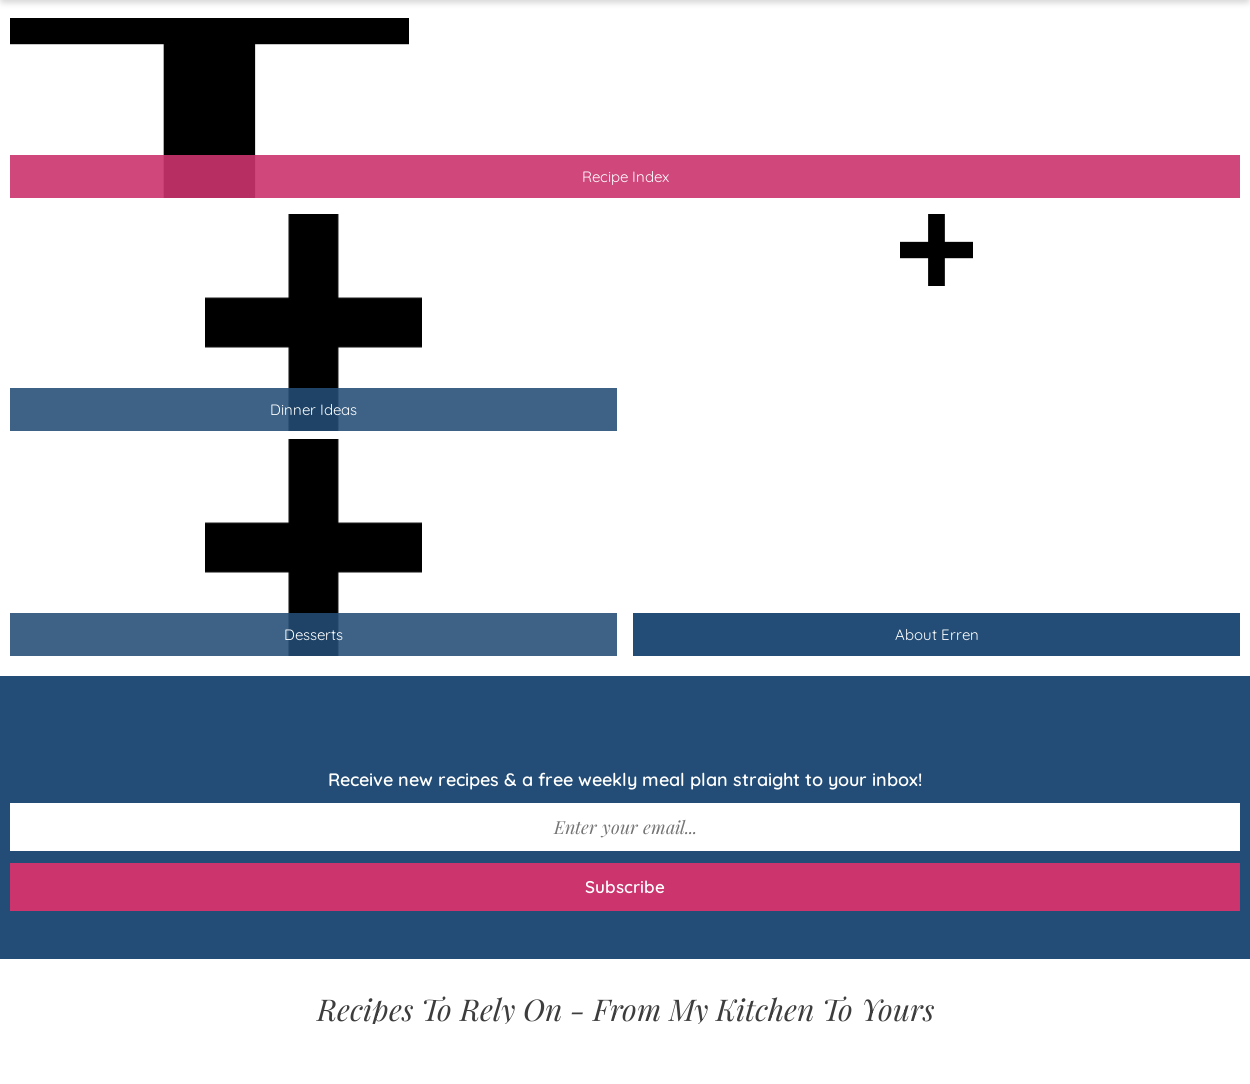 Recipe Index
Dinner Ideas
Desserts
About Erren
Receive new recipes & a free weekly meal plan straight to your inbox!
Enter your email...
Subscribe
Recipes To Rely On - From My Kitchen To Yours